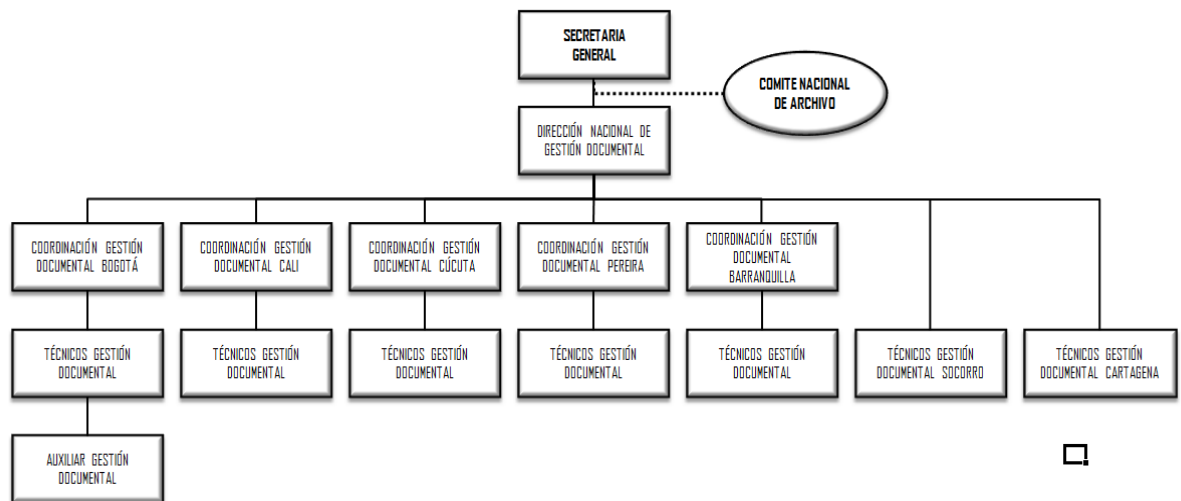 SECRETARIA
GENERAL
COMITE NACIONAL
DE ARCHIVO
DIRECCIÓN NACIONAL DE
GESTIÓN DOCUMENTAL
COORDINACIÓN GESTIÓN
DOCUMENTAL BOGOTÁ
COORDINACIÓN GESTIÓN
DOCUMENTAL CALI
COORDINACIÓN GESTIÓN
DOCUMENTAL CÚCUTA
COORDINACIÓN GESTIÓN
DOCUMENTAL PEREIRA
COORDINACIÓN GESTIÓN
DOCUMENTAL
BARRANQUILLA
TÉCNICOS GESTIÓN
DOCUMENTAL
TÉCNICOS GESTIÓN
DOCUMENTAL
TÉCNICOS GESTIÓN
DOCUMENTAL
TÉCNICOS GESTIÓN
DOCUMENTAL
TÉCNICOS GESTIÓN
DOCUMENTAL
TÉCNICOS GESTIÓN
DOCUMENTAL SOCORRO
TÉCNICOS GESTIÓN
DOCUMENTAL CARTAGENA
AUXILIAR GESTIÓN
DOCUMENTAL